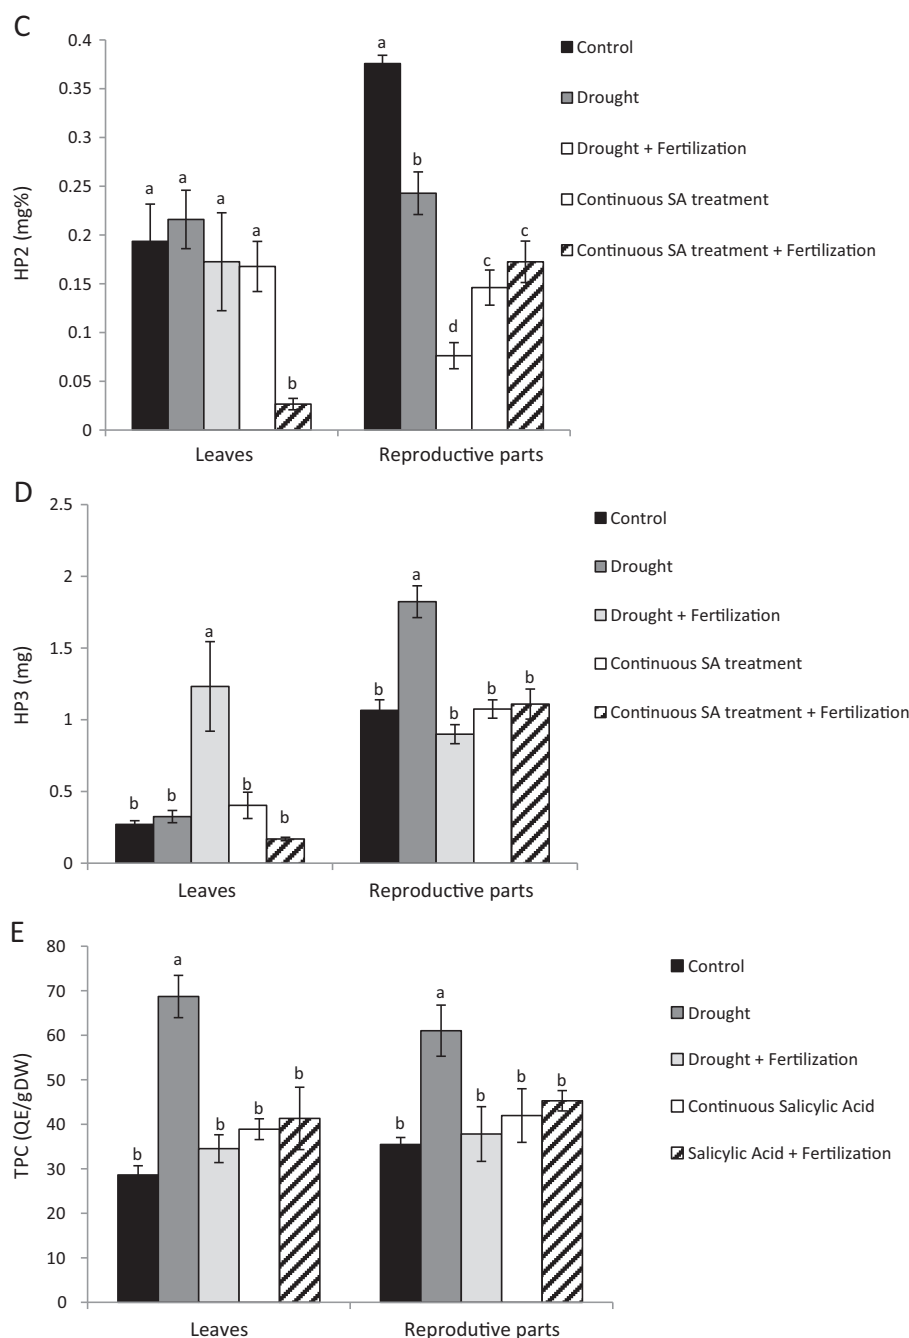 C
HP2 (mg%)
0.4
0.35
0.3
0.25
0.2
0.15
0.1
0.05
0
a
a
a
a
b
a
b
d
c
c
Leaves
Reproductive parts
Control
Drought
Drought + Fertilization
Continuous SA treatment
Continuous SA treatment + Fertilization
D
HP3 (mg)
2.5
2
1.5
1
0.5
0
b
b
a
b
b
b
a
b
b
b
Leaves
Reproductive parts
Control
Drought
Drought + Fertilization
Continuous SA treatment
Continuous SA treatment + Fertilization
E
TPC (QE/gDW)
80
70
60
50
40
30
20
10
0
b
a
b
b
b
b
a
b
b
b
Leaves
Reprodutive parts
Control
Drought
Drought + Fertilization
Continuous Salicylic Acid
Salicylic Acid + Fertilization